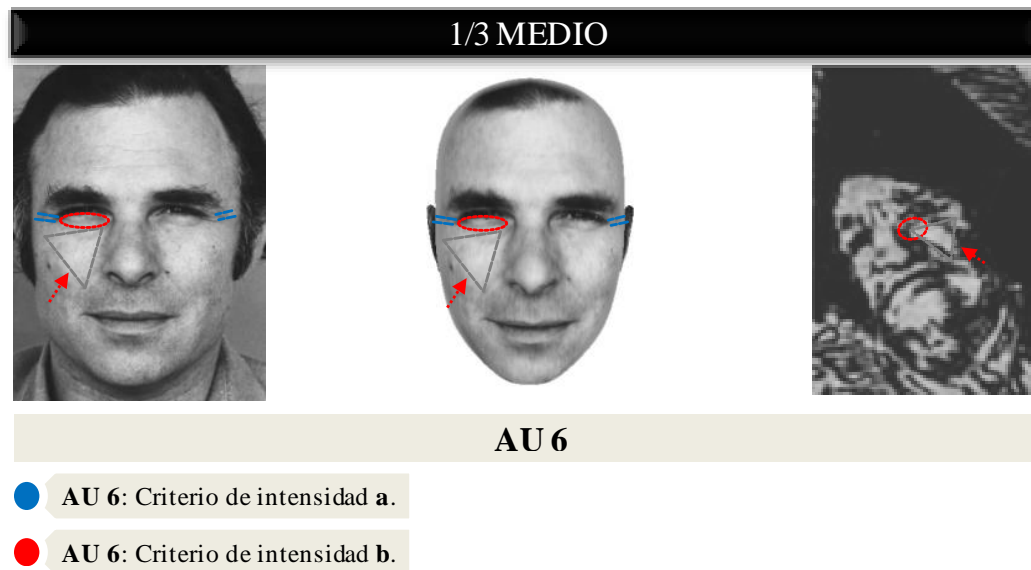 1/3 MEDIO
AU 6
AU 6: Criterio de intensidad a.
AU 6: Criterio de intensidad b.